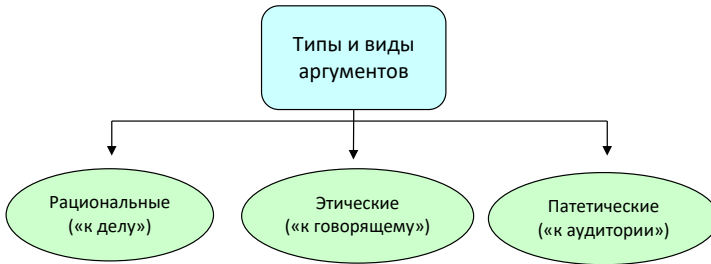 Типы и виды
аргументов
Рациональные
(«к делу»)
Этические
(«к говорящему»)
Патетические
(«к аудитории»)